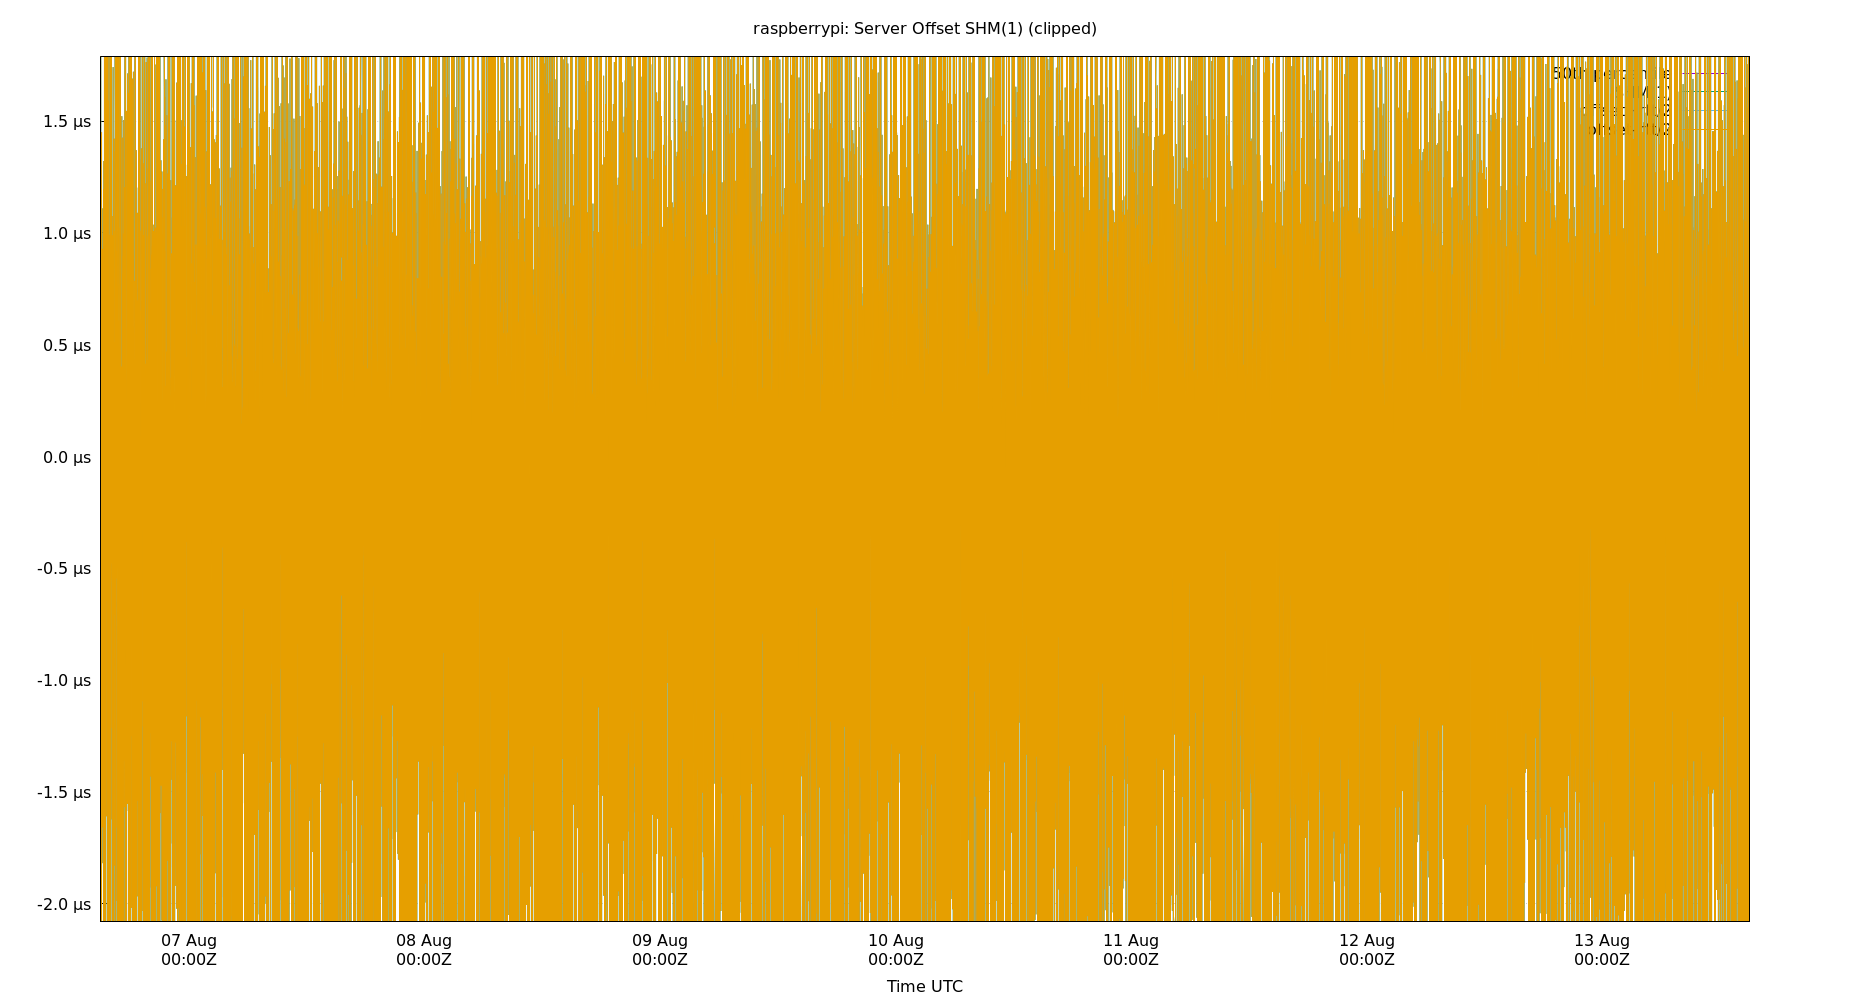 raspberrypi: Server Offset SHM(1) (clipped)
50th percentile
1.5 µs
1.0 µs
0.5 µs
0.0 µs
-0.5 µs
-1.0 µs
-1.5 µs
-2.0 µs
07 Aug 08 Aug 09 Aug 10 Aug 11 Aug 12 Aug 13 Aug
00:00Z 00:00Z 00:00Z 00:00Z 00:00Z 00:00Z 00:00Z
Time UTC